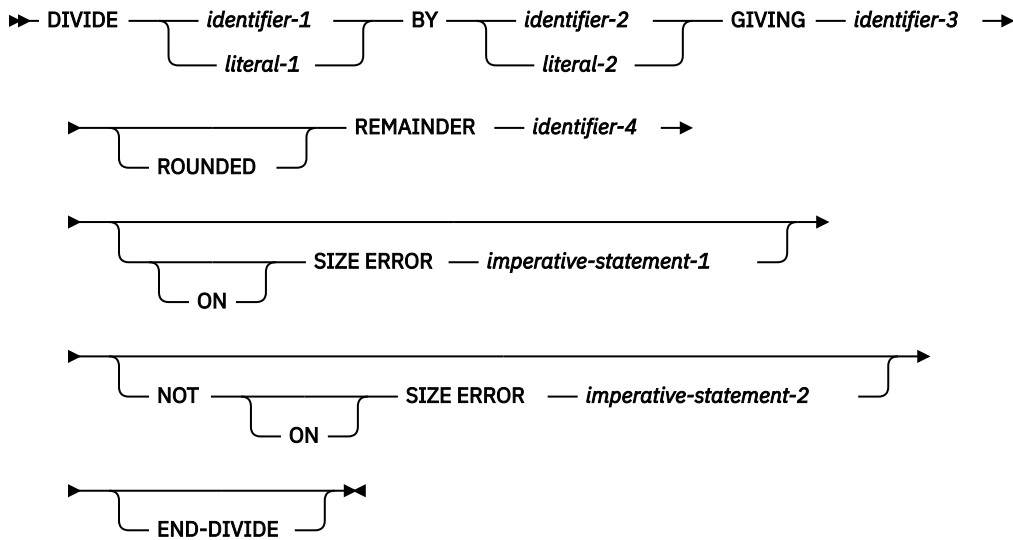 DIVIDE identifier-1 BY identifier-2 GIVING identifier-3
literal-1 literal-2
REMAINDER identifier-4
ROUNDED
SIZE ERROR imperative-statement-1
ON
NOT SIZE ERROR imperative-statement-2
ON
END-DIVIDE